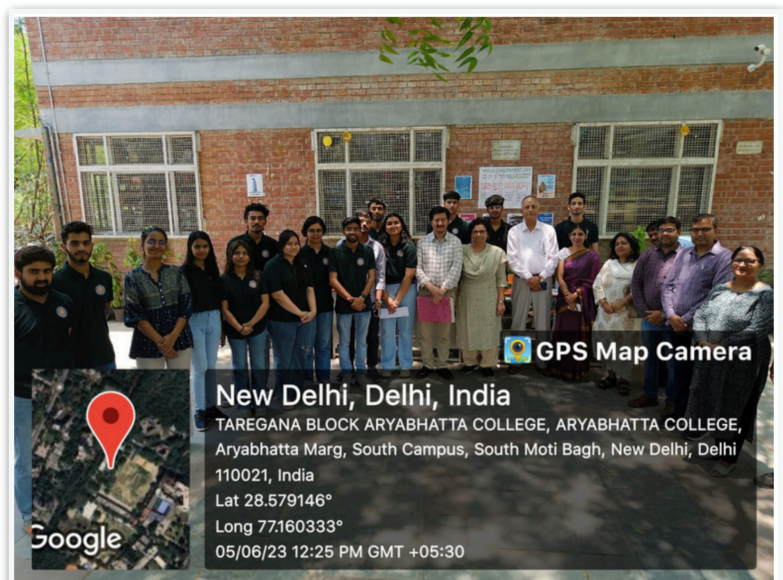 GPS Map Camera
New Delhi, Delhi, India
TAREGANA BLOCK ARYABHATTA COLLEGE, ARYABHATTA COLLEGE,
Aryabhatta Marg, South Campus, South Moti Bagh, New Delhi, Delhi
110021, India
Lat 28.579146°
Long 77.160333°
05/06/23 12:25 PM GMT +05:30
Google